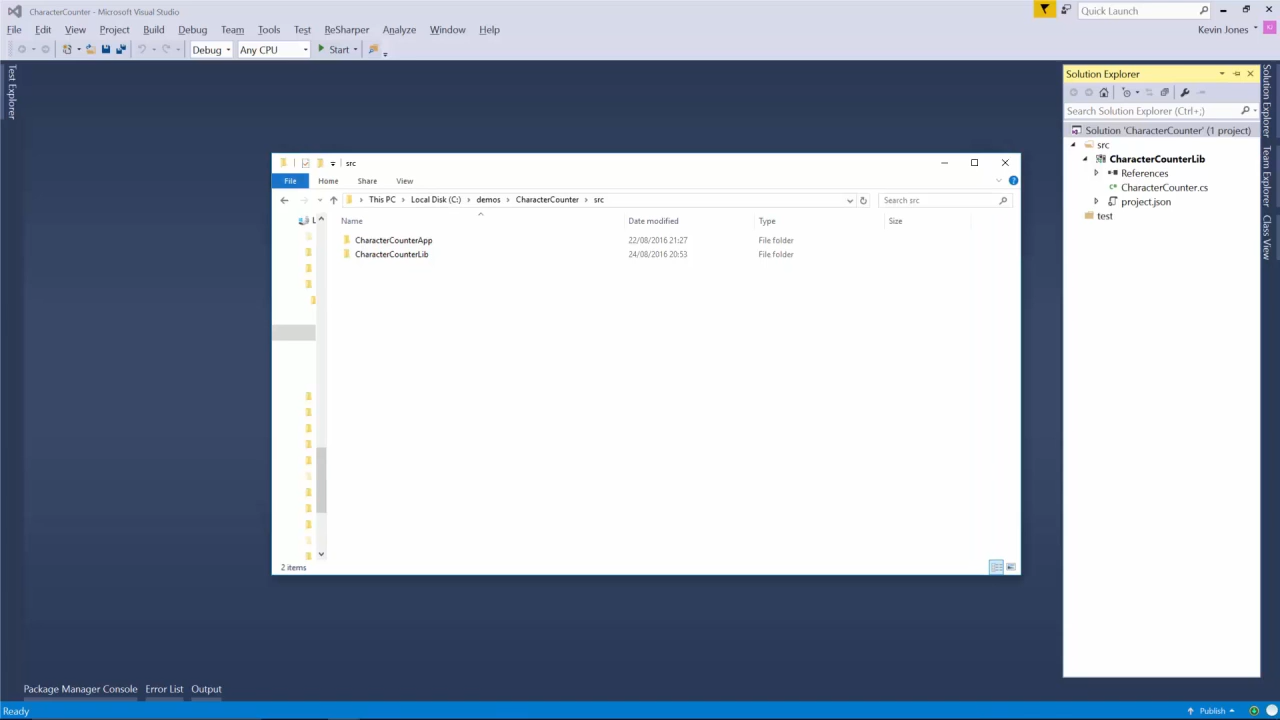 CharacterCounter - Microsoft Visual Studio
Quick Launch
File Edit View Project Build Debug Team Tools Test ReSharper Analyze Window Help
Kevin Jones
KJ
Debug Any CPU Start
Test Explorer
Solution Explorer
Search Solution Explorer (Ctrl+;)
Solution 'CharacterCounter' (1 project)
src
CharacterCounterLib
References
CharacterCounter.cs
project.json
test
Solution Explorer
Team Explorer
Class View
src
File Home Share View
This PC Local Disk (C:) demos CharacterCounter src
Search src
Name Date modified Type Size
CharacterCounterApp 22/08/2016 21:27 File folder
CharacterCounterLib 24/08/2016 20:53 File folder
2 items
Package Manager Console Error List Output
Ready
Publish